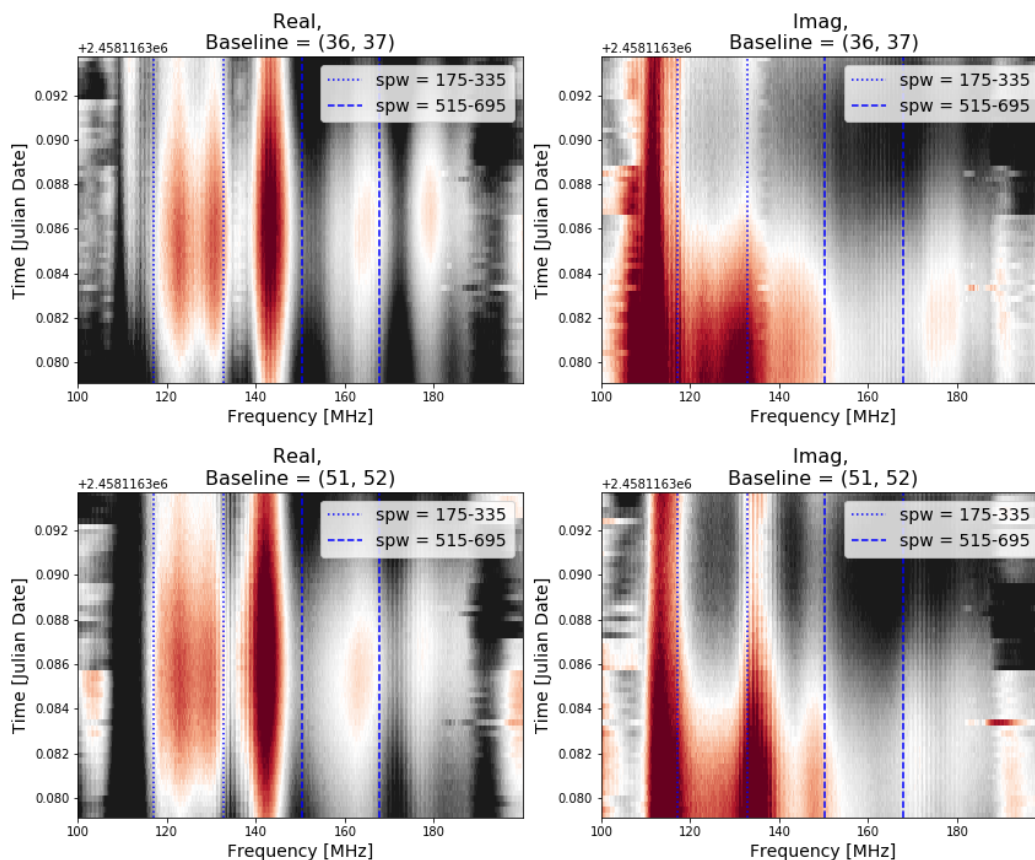 Real,
Baseline = (36, 37)
+2.4581163e6
spw = 175-335
spw = 515-695
Time [Julian Date]
0.092
0.090
0.088
0.086
0.084
0.082
0.080
100 120 140 160 180
Frequency [MHz]
Imag,
Baseline = (36, 37)
+2.4581163e6
spw = 175-335
spw = 515-695
Time [Julian Date]
0.092
0.090
0.088
0.086
0.084
0.082
0.080
100 120 140 160 180
Frequency [MHz]
Real,
Baseline = (51, 52)
+2.4581163e6
spw = 175-335
spw = 515-695
Time [Julian Date]
0.092
0.090
0.088
0.086
0.084
0.082
0.080
100 120 140 160 180
Frequency [MHz]
Imag,
Baseline = (51, 52)
+2.4581163e6
spw = 175-335
spw = 515-695
Time [Julian Date]
0.092
0.090
0.088
0.086
0.084
0.082
0.080
100 120 140 160 180
Frequency [MHz]